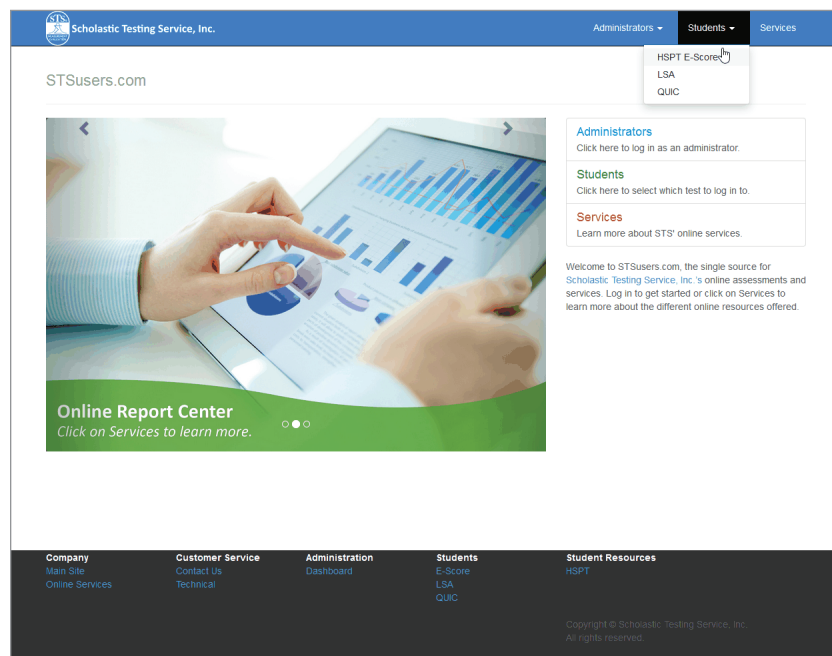 STS
Scholastic Testing Service, Inc.
Administrators
Students
Services
HSPT E-Score
LSA
QUIC
STSusers.com
Administrators
Click here to log in as an administrator.
Students
Click here to select which test to log in to.
Services
Learn more about STS' online services.
Welcome to STSusers.com, the single source for
Scholastic Testing Service, Inc.'s online assessments and
services. Log in to get started or click on Services to
learn more about the different online resources offered.
Online Report Center
Click on Services to learn more.
Company
Main Site
Online Services
Customer Service
Contact Us
Technical
Administration
Dashboard
Students
E-Score
LSA
QUIC
Student Resources
HSPT
Copyright © Scholastic Testing Service, Inc.
All rights reserved.